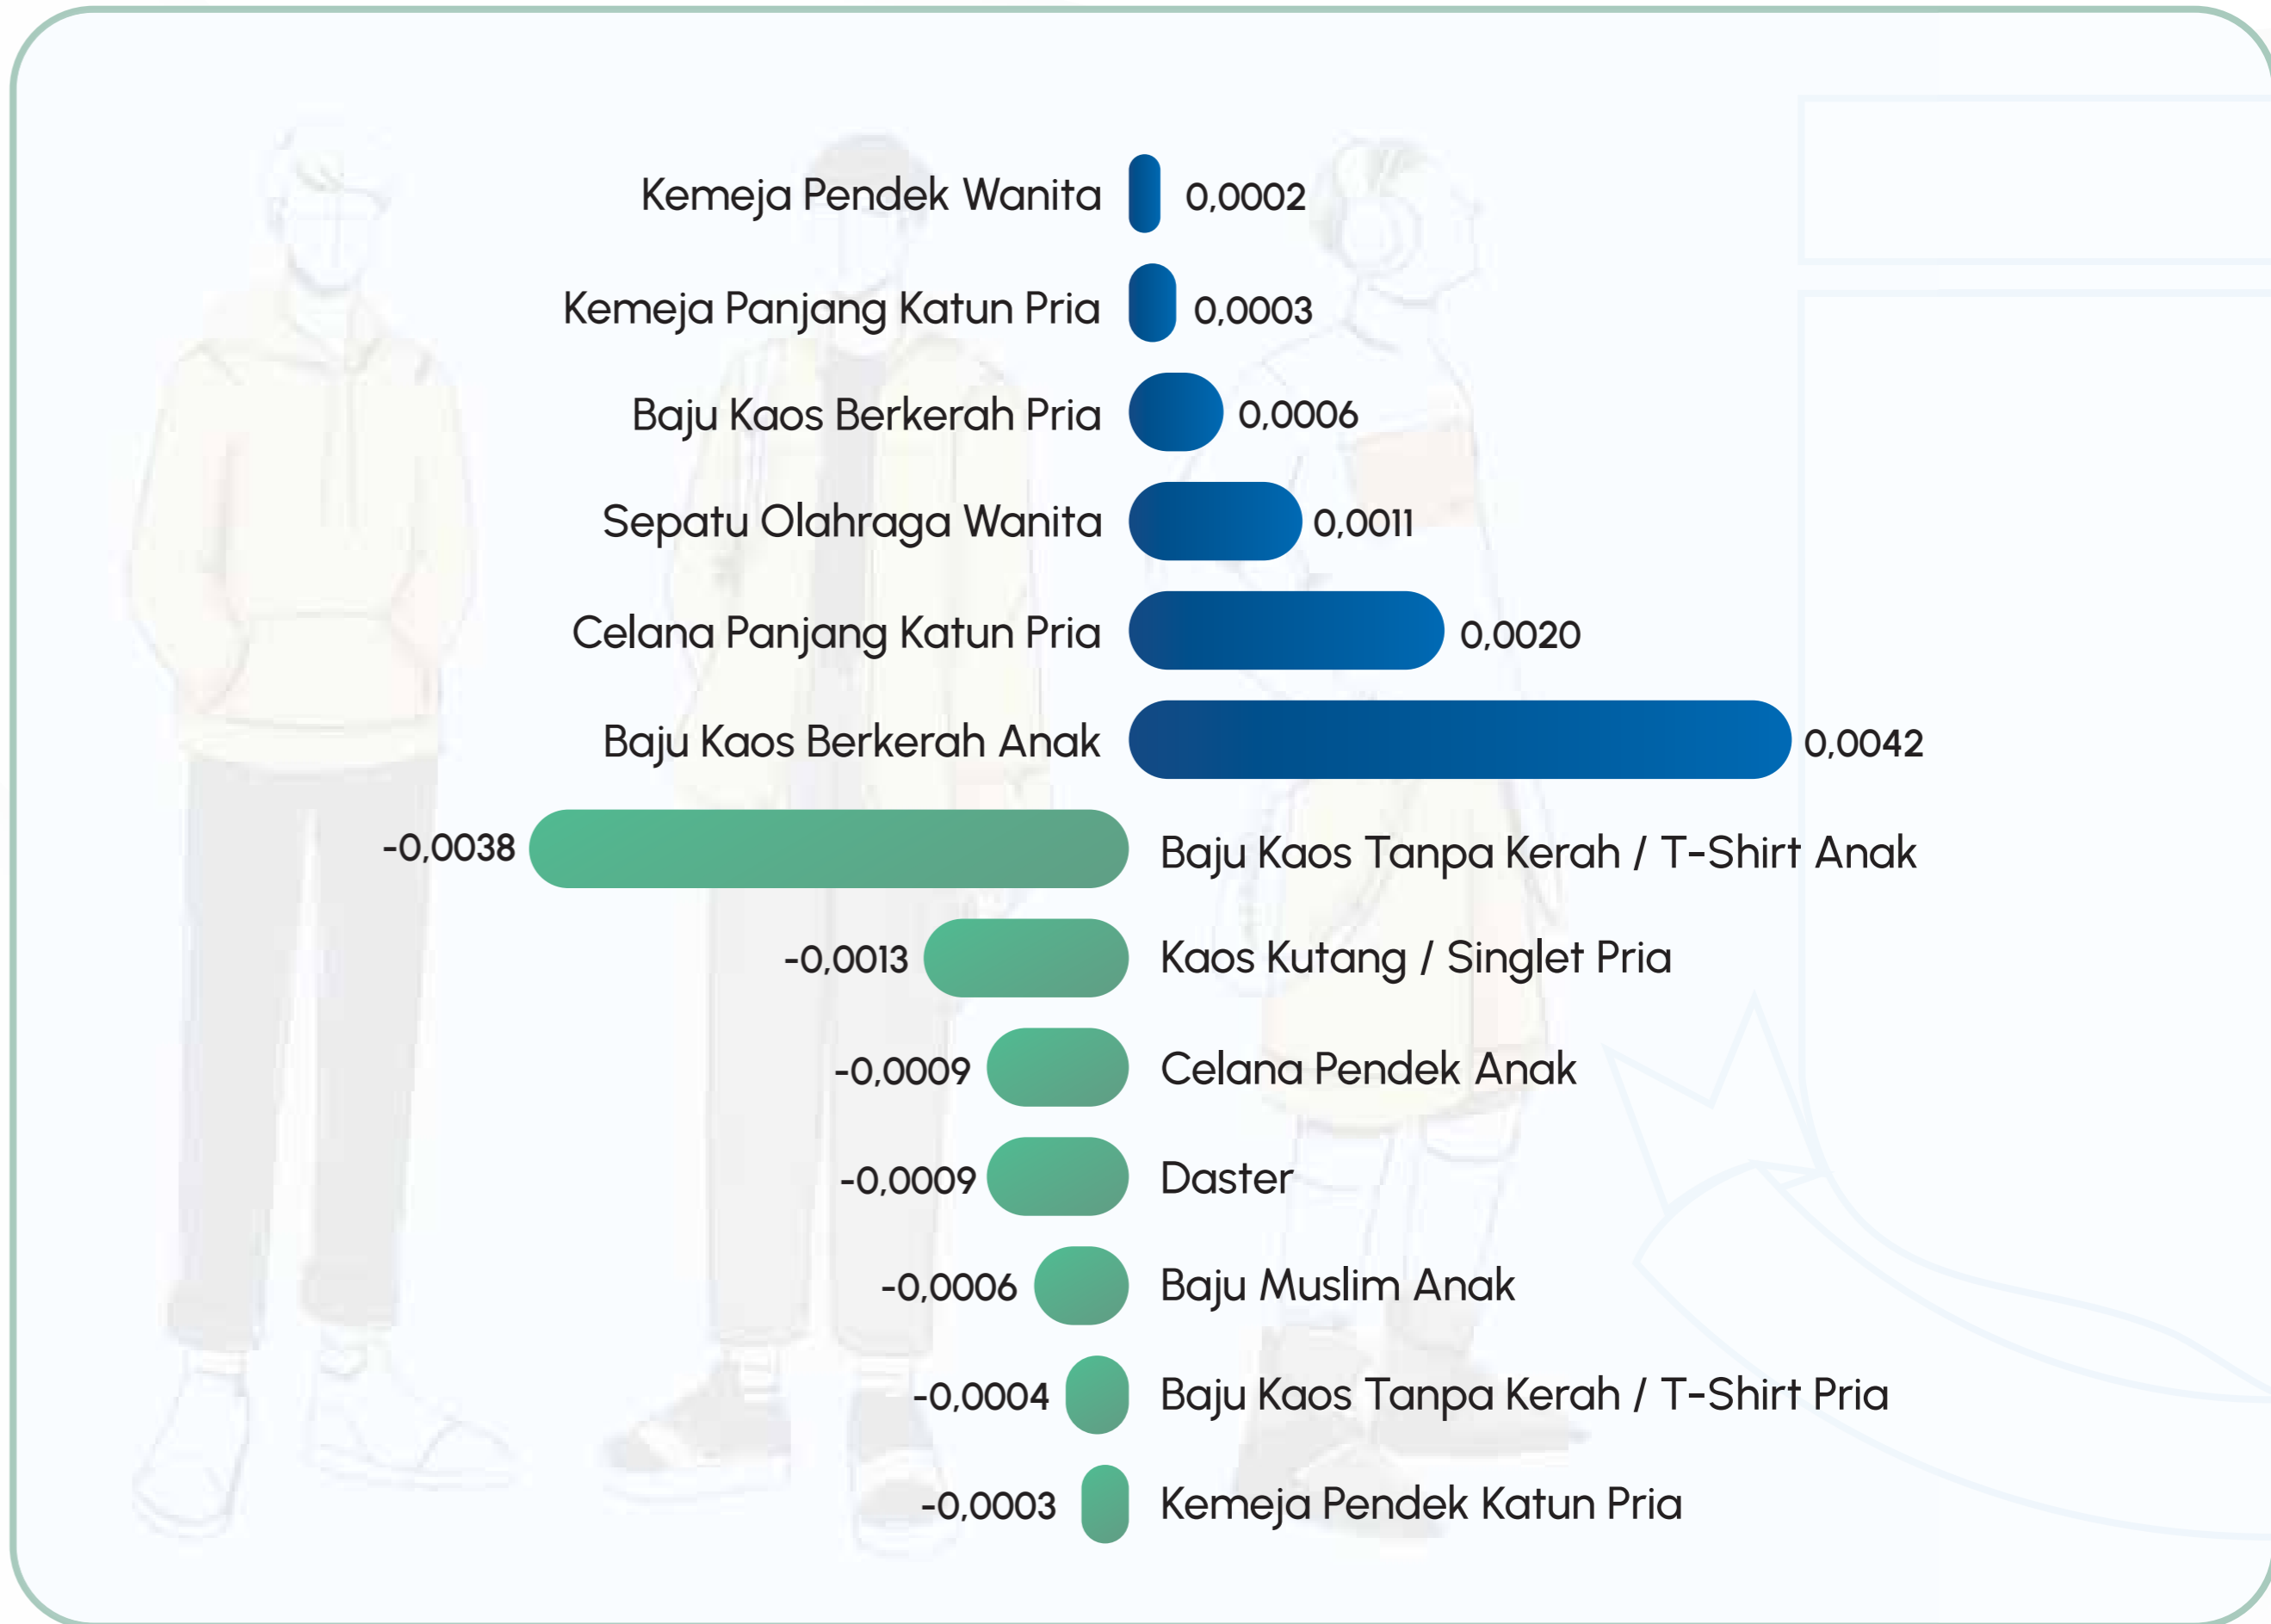 Kemeja Pendek Wanita 0,0002
Kemeja Panjang Katun Pria 0,0003
Baju Kaos Berkerah Pria 0,0006
Sepatu Olahraga Wanita 0,0011
Celana Panjang Katun Pria 0,0020
Baju Kaos Berkerah Anak 0,0042
-0,0038 Baju Kaos Tanpa Kerah / T-Shirt Anak
-0,0013 Kaos Kutang / Singlet Pria
-0,0009 Celana Pendek Anak
-0,0009 Daster
-0,0006 Baju Muslim Anak
-0,0004 Baju Kaos Tanpa Kerah / T-Shirt Pria
-0,0003 Kemeja Pendek Katun Pria